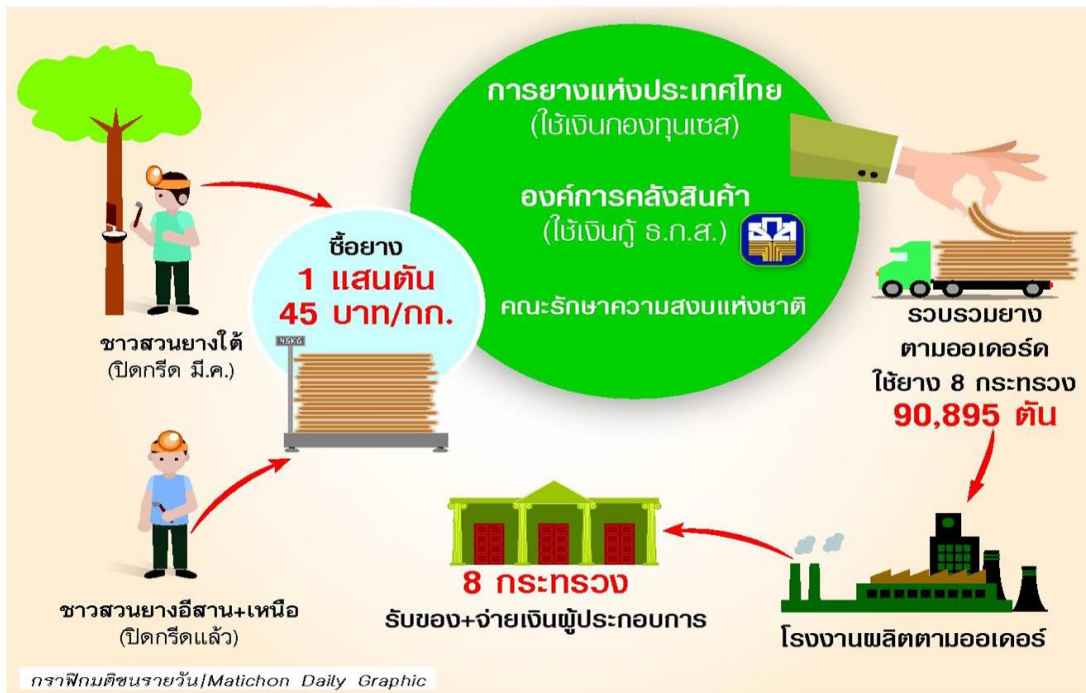 การยางแห่งประเทศไทย
(ใช้เงินกองทุนเซส)
องค์การคลังสินค้า
(ใช้เงินกู้ ธ.ก.ส.)
คณะรักษาความสงบแห่งชาติ
ซื้อยาง
1 แสนตัน
45 บาท/กก.
45KG
ชาวสวนยางใต้
(ปิดกรีด มี.ค.)
รวบรวมยาง
ตามออเดอร์ด
ใช้ยาง 8 กระทรวง
90,895 ตัน
8 กระทรวง
รับของ+จ่ายเงินผู้ประกอบการ
ชาวสวนยางอีสาน+เหนือ
(ปิดกรีดแล้ว)
โรงงานผลิตตามออเดอร์
กราฟิกมติชนรายวัน/Matichon Daily Graphic